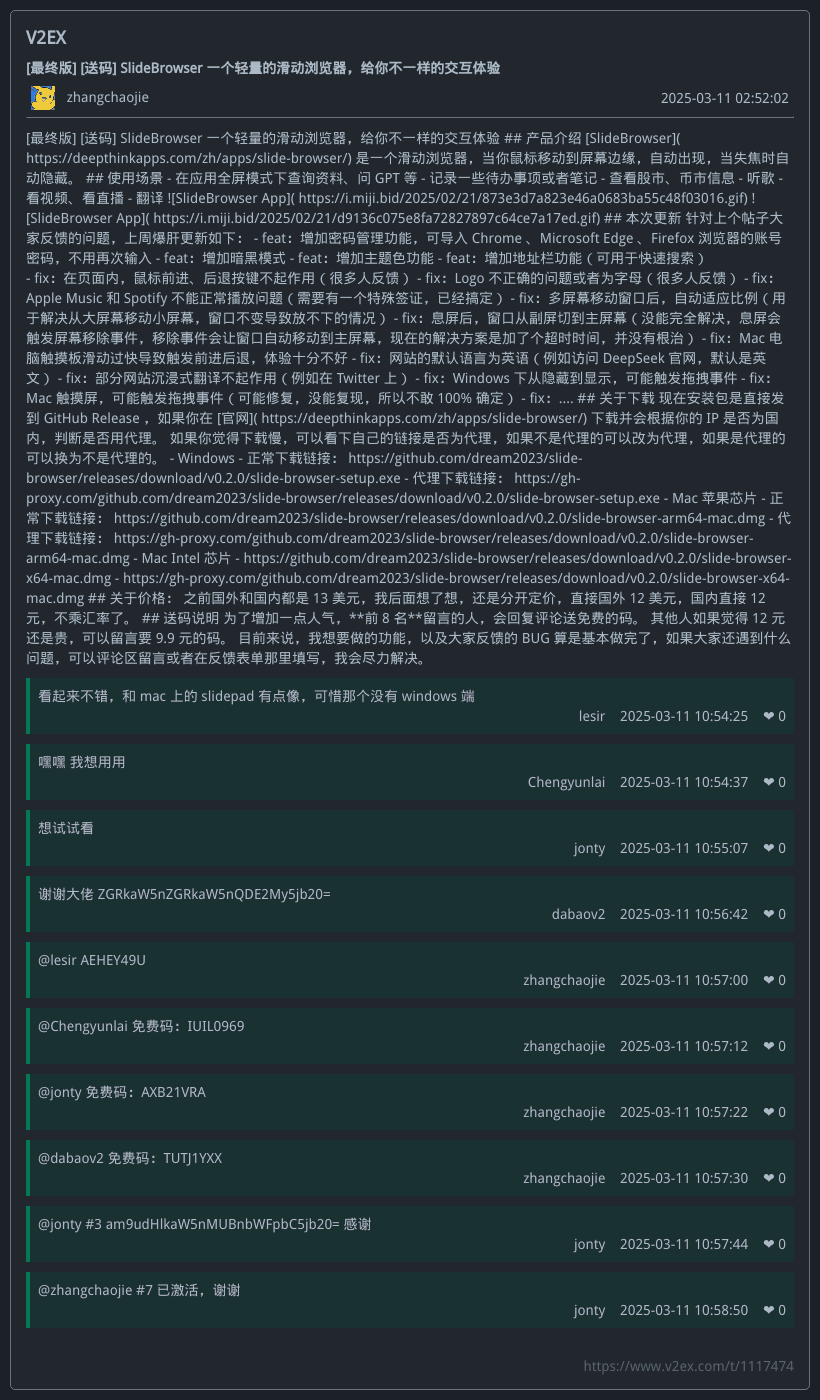 V2EX
[最终版] [送码] SlideBrowser 一个轻量的滑动浏览器，给你不一样的交互体验
zhangchaojie 2025-03-11 02:52:02
[最终版] [送码] SlideBrowser 一个轻量的滑动浏览器，给你不一样的交互体验 ## 产品介绍 [SlideBrowser](
https://deepthinkapps.com/zh/apps/slide-browser/) 是一个滑动浏览器，当你鼠标移动到屏幕边缘，自动出现，当失焦时自
动隐藏。 ## 使用场景 - 在应用全屏模式下查询资料、问 GPT 等 - 记录一些待办事项或者笔记 - 查看股市、币市信息 - 听歌 -
看视频、看直播 - 翻译 ![SlideBrowser App]( https://i.miji.bid/2025/02/21/873e3d7a823e46a0683ba55c48f03016.gif) !
[SlideBrowser App]( https://i.miji.bid/2025/02/21/d9136c075e8fa72827897c64ce7a17ed.gif) ## 本次更新 针对上个帖子大
家反馈的问题，上周爆肝更新如下： - feat：增加密码管理功能，可导入 Chrome 、Microsoft Edge 、Firefox 浏览器的账号
密码，不用再次输入 - feat：增加暗黑模式 - feat：增加主题色功能 - feat：增加地址栏功能（可用于快速搜索）
- fix：在页面内，鼠标前进、后退按键不起作用（很多人反馈） - fix：Logo 不正确的问题或者为字母（很多人反馈） - fix：
Apple Music 和 Spotify 不能正常播放问题（需要有一个特殊签证，已经搞定） - fix：多屏幕移动窗口后，自动适应比例（用
于解决从大屏幕移动小屏幕，窗口不变导致放不下的情况） - fix：息屏后，窗口从副屏切到主屏幕（没能完全解决，息屏会
触发屏幕移除事件，移除事件会让窗口自动移动到主屏幕，现在的解决方案是加了个超时时间，并没有根治） - fix：Mac 电
脑触摸板滑动过快导致触发前进后退，体验十分不好 - fix：网站的默认语言为英语（例如访问 DeepSeek 官网，默认是英
文） - fix：部分网站沉浸式翻译不起作用（例如在 Twitter 上） - fix：Windows 下从隐藏到显示，可能触发拖拽事件 - fix：
Mac 触摸屏，可能触发拖拽事件（可能修复，没能复现，所以不敢 100% 确定） - fix：.... ## 关于下载 现在安装包是直接发
到 GitHub Release ，如果你在 [官网]( https://deepthinkapps.com/zh/apps/slide-browser/) 下载并会根据你的 IP 是否为国
内，判断是否用代理。 如果你觉得下载慢，可以看下自己的链接是否为代理，如果不是代理的可以改为代理，如果是代理的
可以换为不是代理的。 - Windows - 正常下载链接： https://github.com/dream2023/slide-
browser/releases/download/v0.2.0/slide-browser-setup.exe - 代理下载链接： https://gh-
proxy.com/github.com/dream2023/slide-browser/releases/download/v0.2.0/slide-browser-setup.exe - Mac 苹果芯片 - 正
常下载链接： https://github.com/dream2023/slide-browser/releases/download/v0.2.0/slide-browser-arm64-mac.dmg - 代
理下载链接： https://gh-proxy.com/github.com/dream2023/slide-browser/releases/download/v0.2.0/slide-browser-
arm64-mac.dmg - Mac Intel 芯片 - https://github.com/dream2023/slide-browser/releases/download/v0.2.0/slide-browser-
x64-mac.dmg - https://gh-proxy.com/github.com/dream2023/slide-browser/releases/download/v0.2.0/slide-browser-x64-
mac.dmg ## 关于价格： 之前国外和国内都是 13 美元，我后面想了想，还是分开定价，直接国外 12 美元，国内直接 12
元，不乘汇率了。 ## 送码说明 为了增加一点人气，**前 8 名**留言的人，会回复评论送免费的码。 其他人如果觉得 12 元
还是贵，可以留言要 9.9 元的码。 目前来说，我想要做的功能，以及大家反馈的 BUG 算是基本做完了，如果大家还遇到什么
问题，可以评论区留言或者在反馈表单那里填写，我会尽力解决。
看起来不错，和 mac 上的 slidepad 有点像，可惜那个没有 windows 端
lesir 2025-03-11 10:54:25 ❤ 0
嘿嘿 我想用用
Chengyunlai 2025-03-11 10:54:37 ❤ 0
想试试看
jonty 2025-03-11 10:55:07 ❤ 0
谢谢大佬 ZGRkaW5nZGRkaW5nQDE2My5jb20=
dabaov2 2025-03-11 10:56:42 ❤ 0
@lesir AEHEY49U
zhangchaojie 2025-03-11 10:57:00 ❤ 0
@Chengyunlai 免费码：IUIL0969
zhangchaojie 2025-03-11 10:57:12 ❤ 0
@jonty 免费码：AXB21VRA
zhangchaojie 2025-03-11 10:57:22 ❤ 0
@dabaov2 免费码：TUTJ1YXX
zhangchaojie 2025-03-11 10:57:30 ❤ 0
@jonty #3 am9udHlkaW5nMUBnbWFpbC5jb20= 感谢
jonty 2025-03-11 10:57:44 ❤ 0
@zhangchaojie #7 已激活，谢谢
jonty 2025-03-11 10:58:50 ❤ 0
https://www.v2ex.com/t/1117474